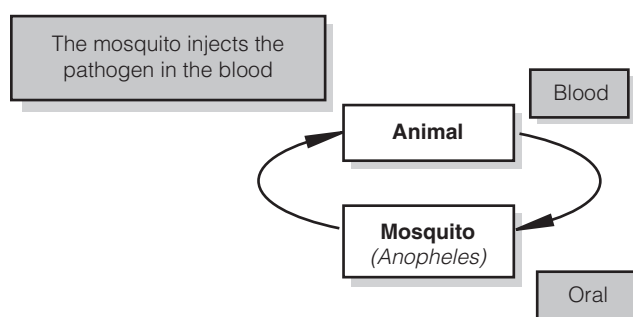 The mosquito injects the
pathogen in the blood
Blood
Animal
Mosquito
(Anopheles)
Oral